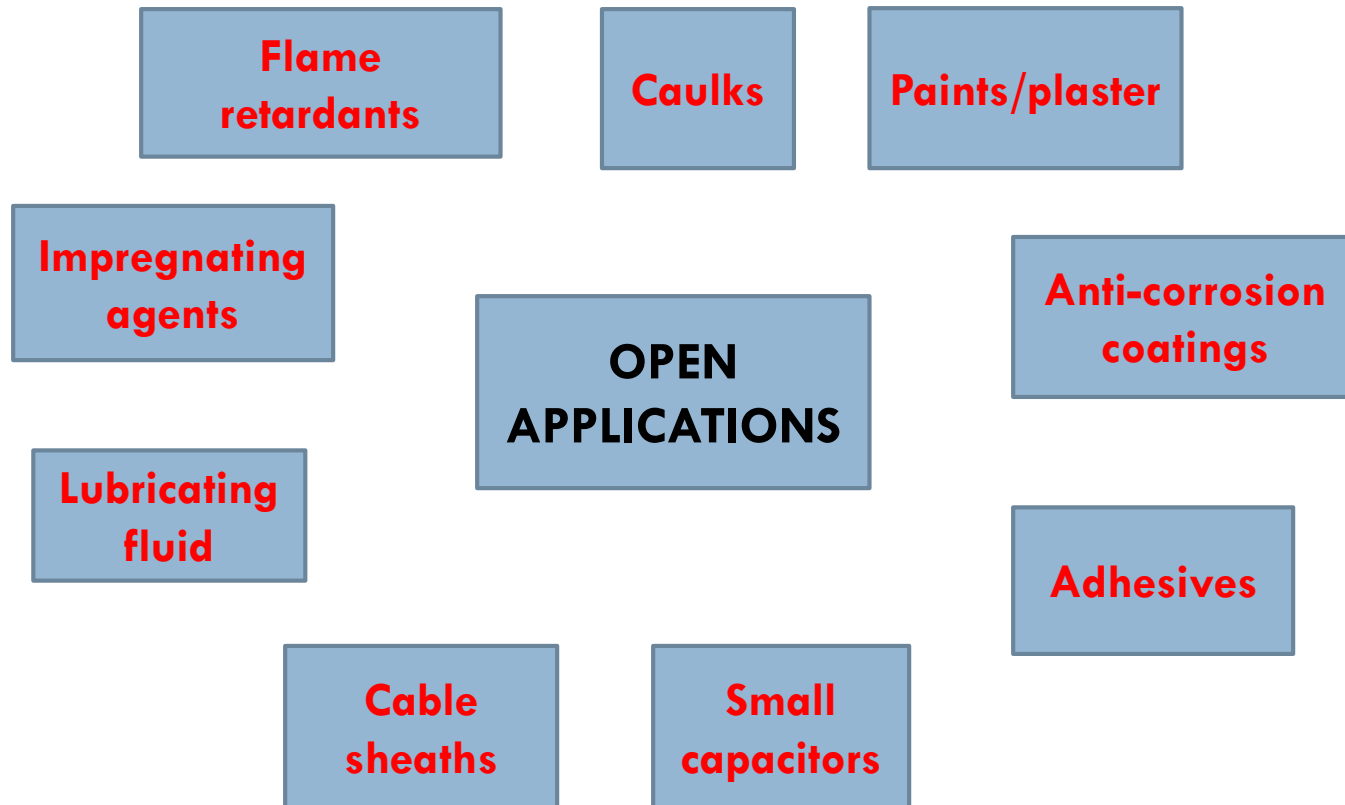 Flame
retardants
Caulks
Paints/plaster
Impregnating
agents
Anti-corrosion
coatings
OPEN
APPLICATIONS
Lubricating
fluid
Adhesives
Cable
sheaths
Small
capacitors